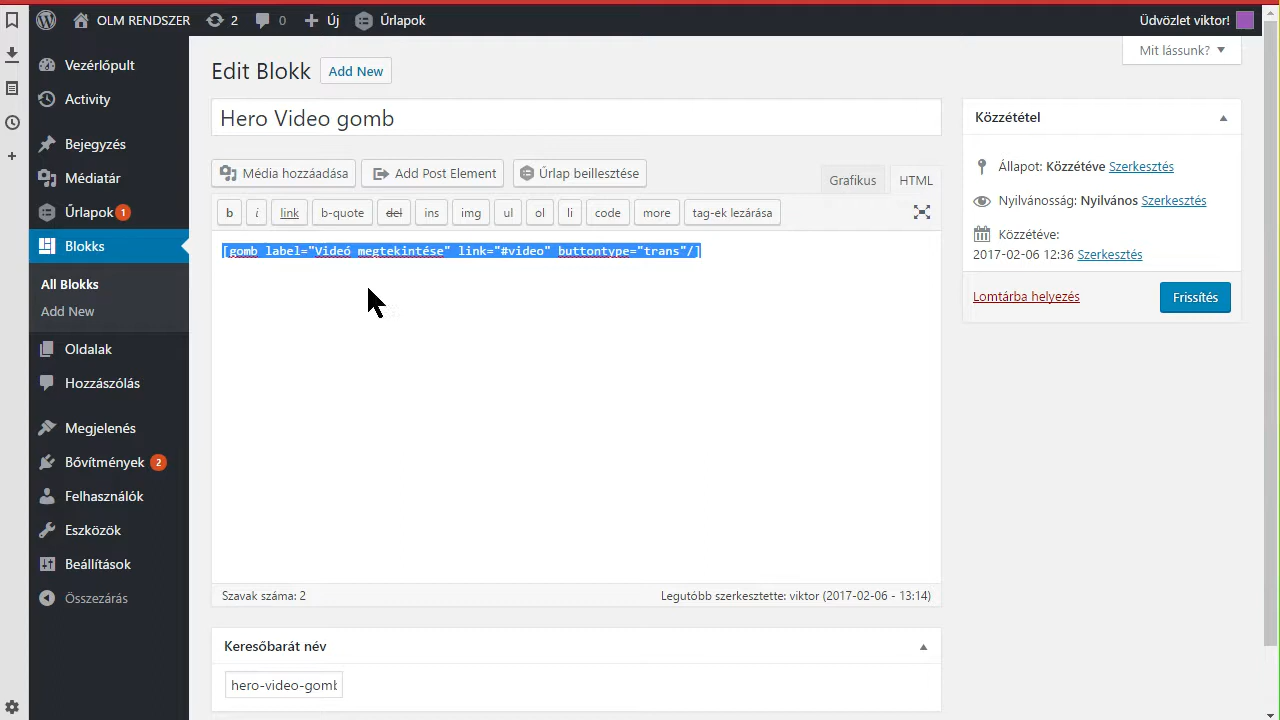 OLM RENDSZER 2 0 Új Űrlapok Üdvözlet viktor!
Mit lássunk?
Vezérlőpult
Activity
Bejegyzés
Médiatár
Űrlapok 1
Blokks
All Blokks
Add New
Oldalak
Hozzászólás
Megjelenés
Bővítmények 2
Felhasználók
Eszközök
Beállítások
Összezárás
Edit Blokk Add New
Hero Video gomb
Média hozzáadása Add Post Element Űrlap beillesztése Grafikus HTML
b i link b-quote del ins img ul ol li code more tag-ek lezárása
[gomb label="Videó megtekintése" link="#video" buttontype="trans"/]
Szavak száma: 2 Legutóbb szerkesztette: viktor (2017-02-06 - 13:14)
Keresőbarát név
hero-video-gomb
Közzététel
Állapot: Közzétéve Szerkesztés
Nyilvánosság: Nyilvános Szerkesztés
Közzétéve:
2017-02-06 12:36 Szerkesztés
Lomtárba helyezés Frissítés